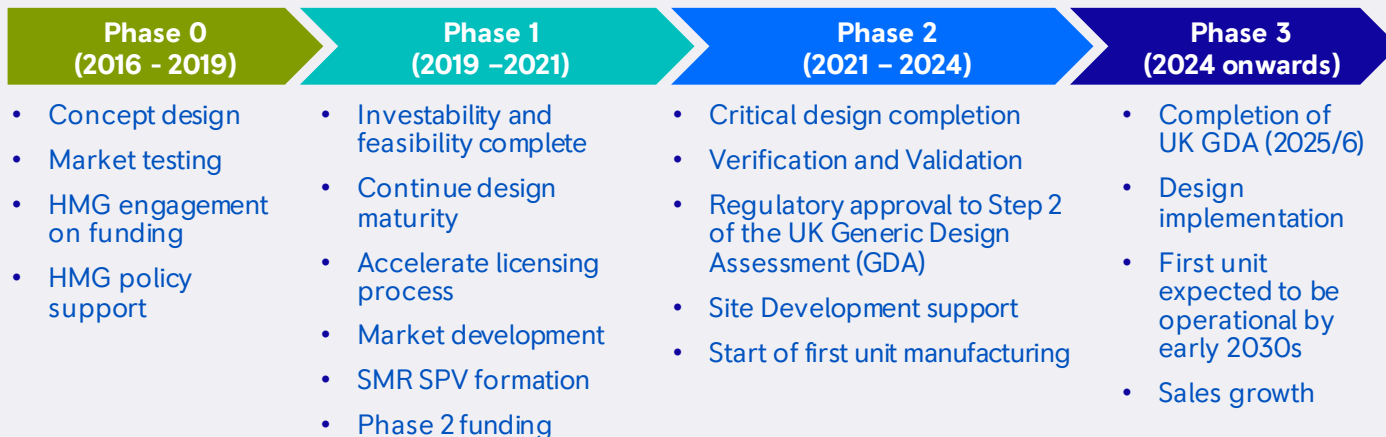 Phase 0
(2016 - 2019)
• Concept design
• Market testing
• HMG engagement
on funding
• HMG policy
support
Phase 1
(2019 –2021)
• Investability and
feasibility complete
• Continue design
maturity
• Accelerate licensing
process
• Market development
• SMR SPV formation
• Phase 2 funding
Phase 2
(2021 – 2024)
• Critical design completion
• Verification and Validation
• Regulatory approval to Step 2
of the UK Generic Design
Assessment (GDA)
• Site Development support
• Start of first unit manufacturing
Phase 3
(2024 onwards)
• Completion of
UK GDA (2025/6)
• Design
implementation
• First unit
expected to be
operational by
early 2030s
• Sales growth